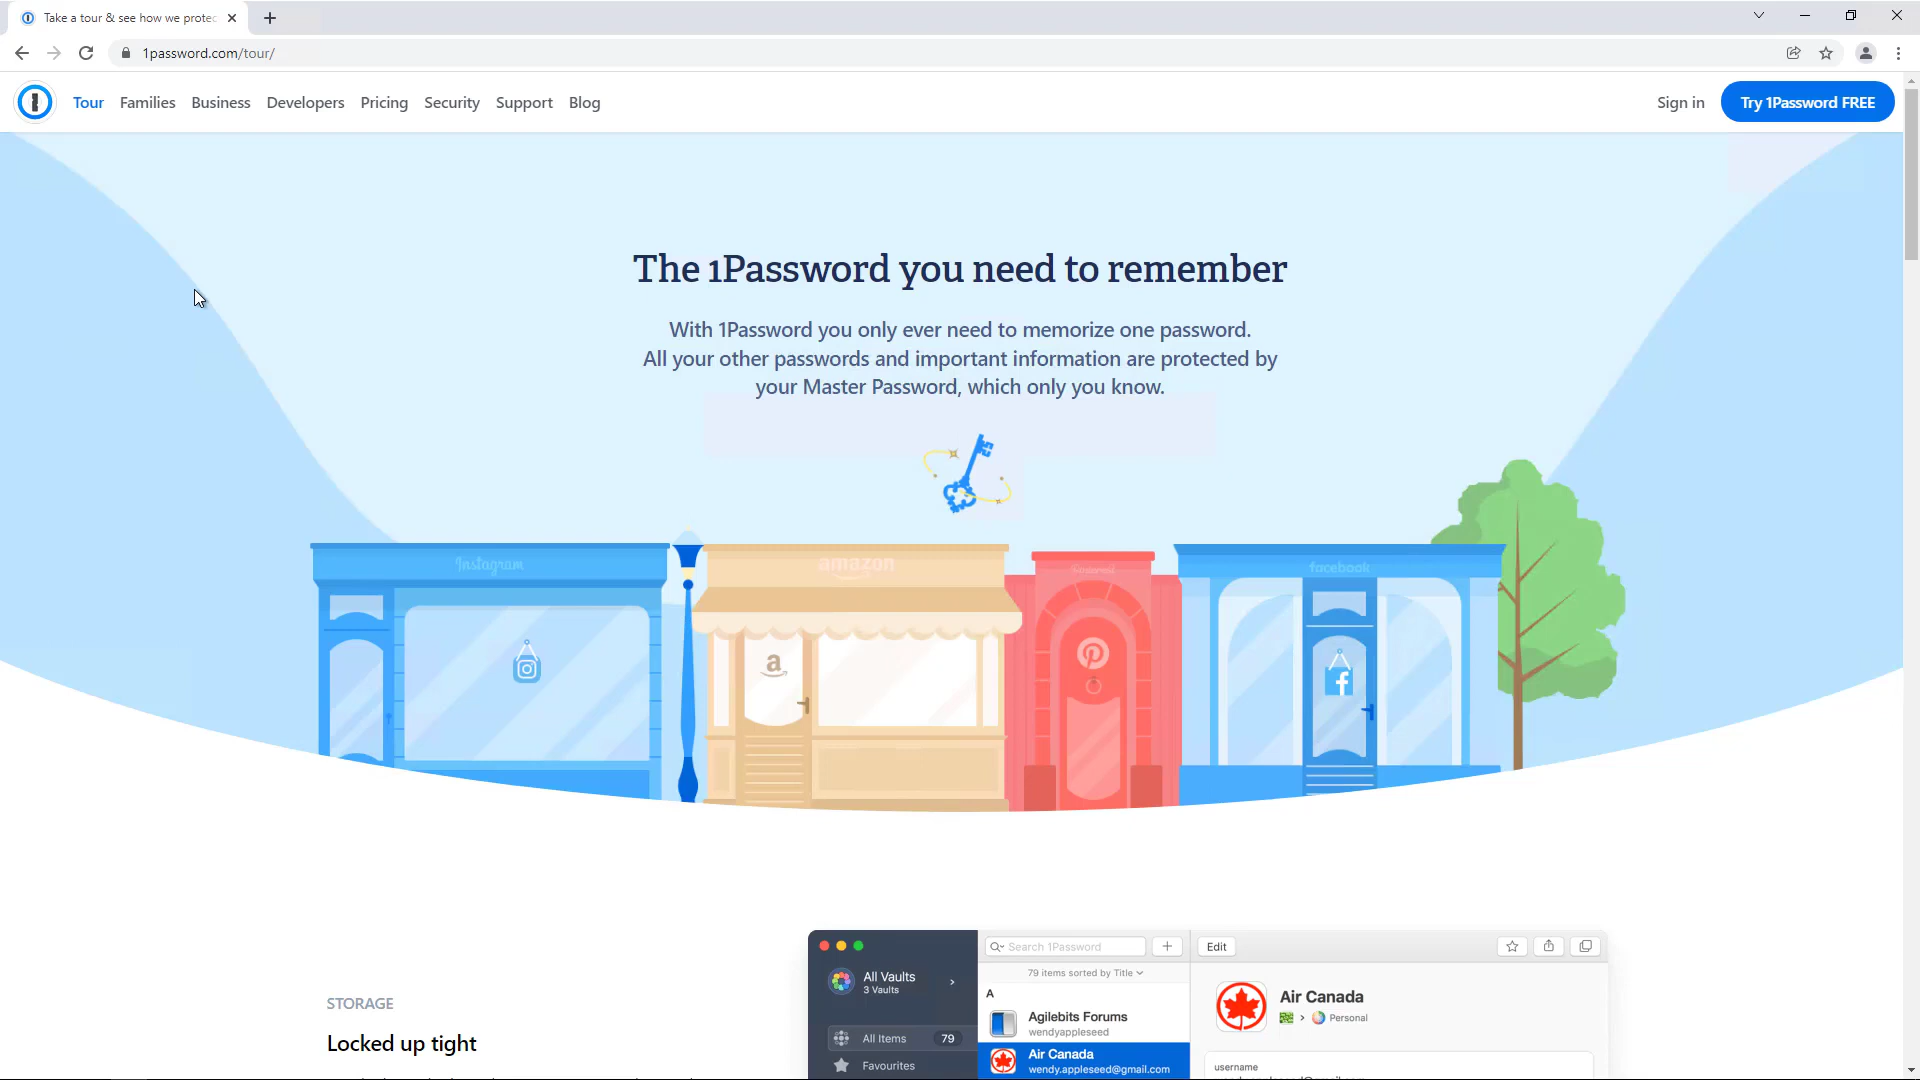 Take a tour & see how we protec
1password.com/tour/
Tour Families Business Developers Pricing Security Support Blog
Sign in
Try 1Password FREE
The 1Password you need to remember
With 1Password you only ever need to memorize one password.
All your other passwords and important information are protected by
your Master Password, which only you know.
Instagram
amazon
facebook
a
STORAGE
Locked up tight
All Vaults
3 Vaults
All Items 79
Favourites
Search 1Password
79 items sorted by Title
A
Agilebits Forums
wendyappleseed
Air Canada
wendy.appleseed@gmail.com
Edit
Air Canada
Personal
username